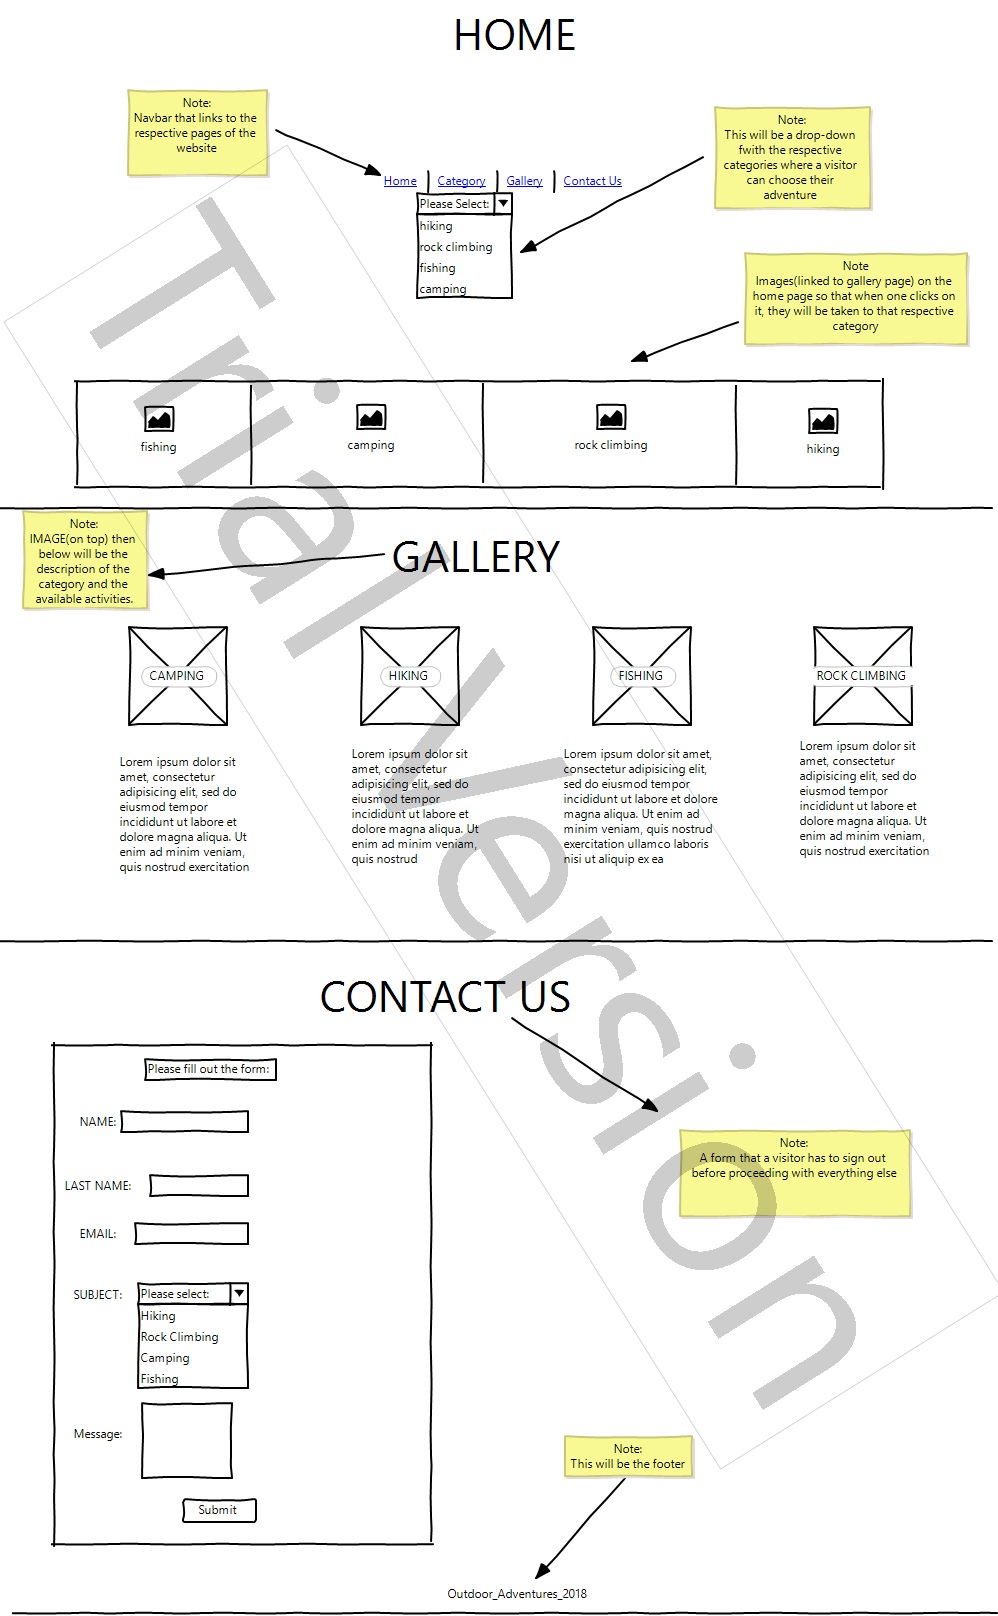 HOME
Note:
Navbar that links to the
respective pages of the
website
Note:
This will be a drop-down
fwith the respective
categories where a visitor
can choose their
adventure
Home
Category
Gallery
Contact Us
Please Select:
hiking
rock climbing
fishing
camping
Note
Images(linked to gallery page) on the
home page so that when one clicks on
it, they will be taken to that respective
category
fishing
camping
rock climbing
hiking
Note:
IMAGE(on top) then
below will be the
description of the
category and the
available activities.
GALLERY
CAMPING
HIKING
FISHING
ROCK CLIMBING
Lorem ipsum dolor sit
amet, consectetur
adipisicing elit, sed do
eiusmod tempor
incididunt ut labore et
dolore magna aliqua. Ut
enim ad minim veniam,
quis nostrud exercitation
Lorem ipsum dolor sit
amet, consectetur
adipisicing elit, sed do
eiusmod tempor
incididunt ut labore et
dolore magna aliqua. Ut
enim ad minim veniam,
quis nostrud
Lorem ipsum dolor sit amet,
consectetur adipisicing elit,
sed do eiusmod tempor
incididunt ut labore et dolore
magna aliqua. Ut enim ad
minim veniam, quis nostrud
exercitation ullamco laboris
nisi ut aliquip ex ea
Lorem ipsum dolor sit
amet, consectetur
adipisicing elit, sed do
eiusmod tempor
incididunt ut labore et
dolore magna aliqua. Ut
enim ad minim veniam,
quis nostrud exercitation
CONTACT US
Please fill out the form:
NAME:
LAST NAME:
EMAIL:
SUBJECT:
Please select:
Hiking
Rock Climbing
Camping
Fishing
Message:
Submit
Note:
A form that a visitor has to sign out
before proceeding with everything else
Note:
This will be the footer
Outdoor_Adventures_2018
Trial Version